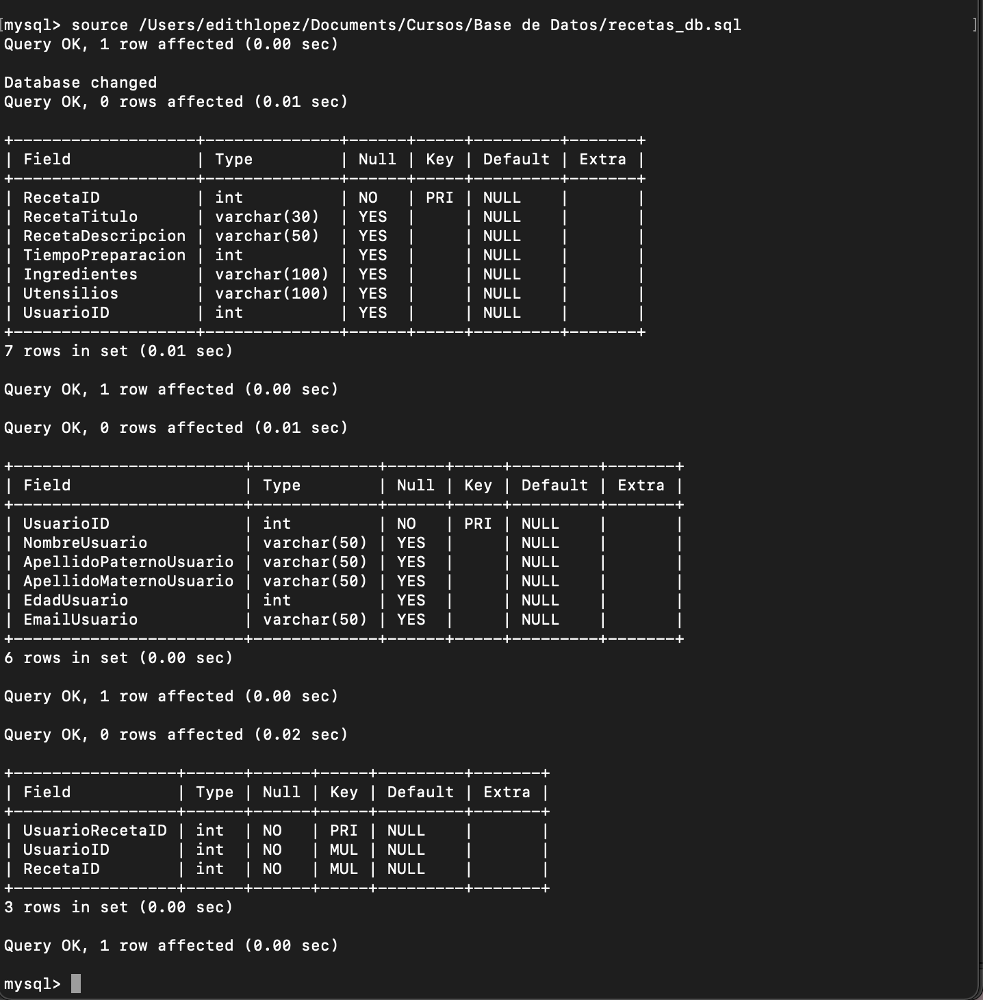 [mysql> source /Users/edithlopez/Documents/Cursos/Base de Datos/recetas_db.sql ]
Query OK, 1 row affected (0.00 sec)

Database changed
Query OK, 0 rows affected (0.01 sec)

+-------------------+--------------+------+-----+---------+-------+
| Field             | Type         | Null | Key | Default | Extra |
+-------------------+--------------+------+-----+---------+-------+
| RecetaID          | int          | NO   | PRI | NULL    |       |
| RecetaTitulo      | varchar(30)  | YES  |     | NULL    |       |
| RecetaDescripcion | varchar(50)  | YES  |     | NULL    |       |
| TiempoPreparacion | int          | YES  |     | NULL    |       |
| Ingredientes      | varchar(100) | YES  |     | NULL    |       |
| Utensilios        | varchar(100) | YES  |     | NULL    |       |
| UsuarioID         | int          | YES  |     | NULL    |       |
+-------------------+--------------+------+-----+---------+-------+
7 rows in set (0.01 sec)

Query OK, 1 row affected (0.00 sec)

Query OK, 0 rows affected (0.01 sec)

+------------------------+-------------+------+-----+---------+-------+
| Field                  | Type        | Null | Key | Default | Extra |
+------------------------+-------------+------+-----+---------+-------+
| UsuarioID              | int         | NO   | PRI | NULL    |       |
| NombreUsuario          | varchar(50) | YES  |     | NULL    |       |
| ApellidoPaternoUsuario | varchar(50) | YES  |     | NULL    |       |
| ApellidoMaternoUsuario | varchar(50) | YES  |     | NULL    |       |
| EdadUsuario            | int         | YES  |     | NULL    |       |
| EmailUsuario           | varchar(50) | YES  |     | NULL    |       |
+------------------------+-------------+------+-----+---------+-------+
6 rows in set (0.00 sec)

Query OK, 1 row affected (0.00 sec)

Query OK, 0 rows affected (0.02 sec)

+-----------------+------+------+-----+---------+-------+
| Field           | Type | Null | Key | Default | Extra |
+-----------------+------+------+-----+---------+-------+
| UsuarioRecetaID | int  | NO   | PRI | NULL    |       |
| UsuarioID       | int  | NO   | MUL | NULL    |       |
| RecetaID        | int  | NO   | MUL | NULL    |       |
+-----------------+------+------+-----+---------+-------+
3 rows in set (0.00 sec)

Query OK, 1 row affected (0.00 sec)

mysql>